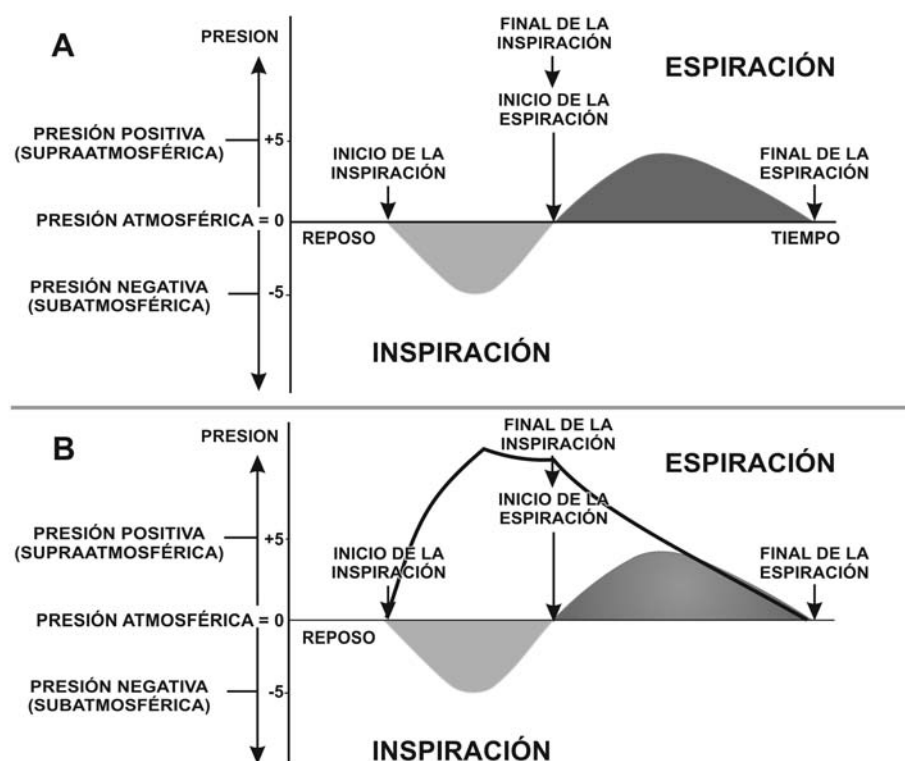 A
PRESION
FINAL DE LA
INSPIRACIÓN
ESPIRACIÓN
INICIO DE LA
ESPIRACIÓN
PRESIÓN POSITIVA
(SUPRAATMOSFÉRICA)
+5
INICIO DE LA
INSPIRACIÓN
FINAL DE LA
ESPIRACIÓN
PRESIÓN ATMOSFÉRICA = 0
REPOSO
TIEMPO
PRESIÓN NEGATIVA
(SUBATMOSFÉRICA)
-5
INSPIRACIÓN
B
PRESION
FINAL DE LA
INSPIRACIÓN
ESPIRACIÓN
INICIO DE LA
ESPIRACIÓN
PRESIÓN POSITIVA
(SUPRAATMOSFÉRICA)
+5
INICIO DE LA
INSPIRACIÓN
FINAL DE LA
ESPIRACIÓN
PRESIÓN ATMOSFÉRICA = 0
REPOSO
PRESIÓN NEGATIVA
(SUBATMOSFÉRICA)
-5
INSPIRACIÓN